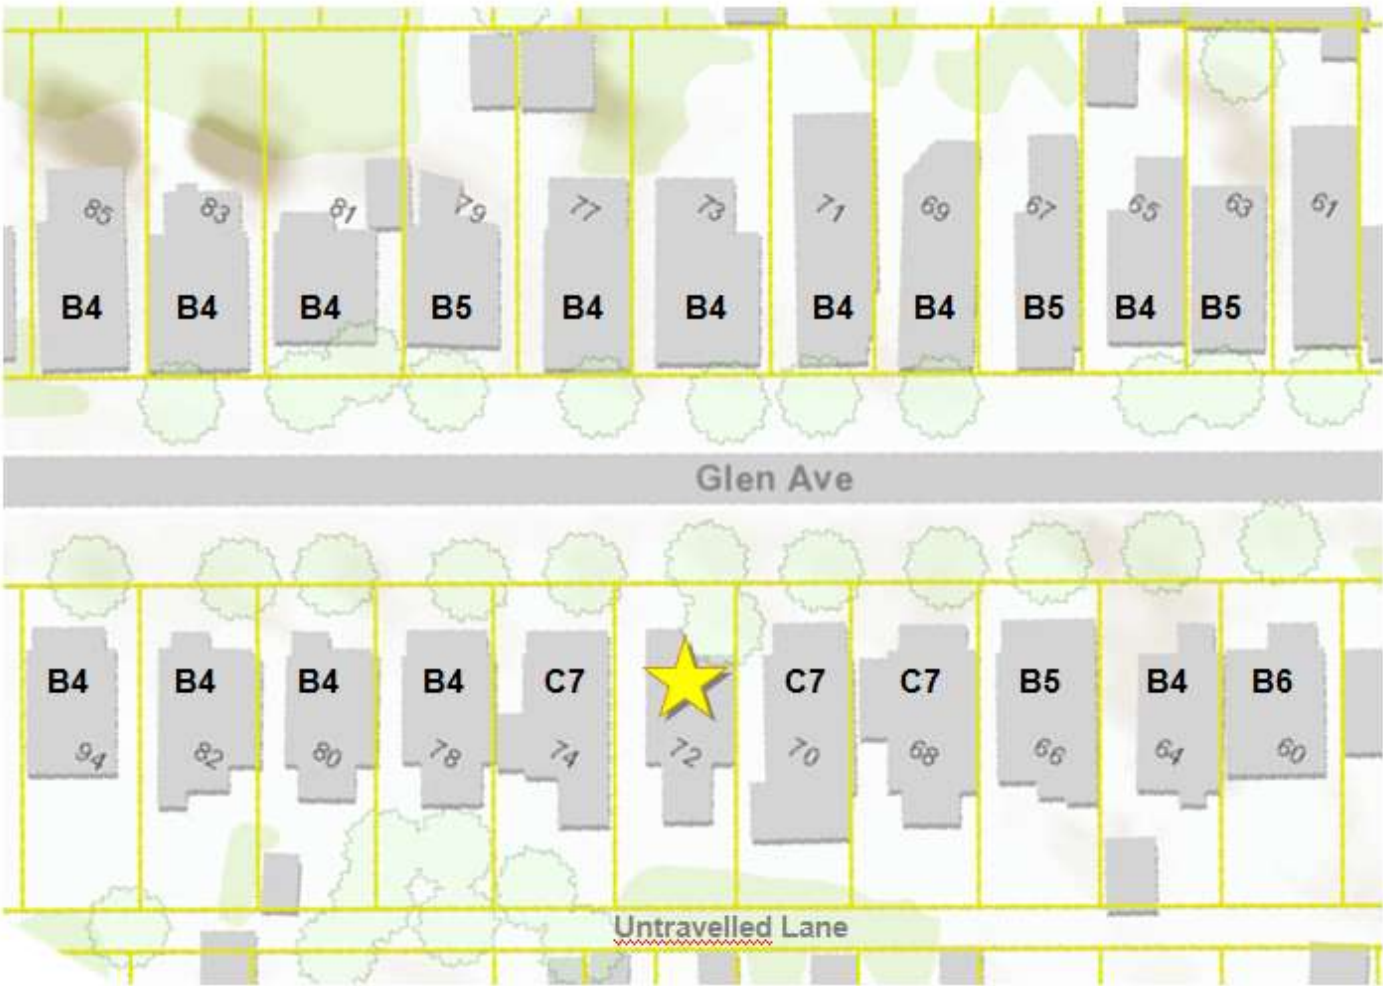 85 83 81 79 77 73 71 69 67 65 63 61
B4 B4 B4 B5 B4 B4 B4 B4 B5 B4 B5
Glen Ave
B4 B4 B4 B4 C7 C7 C7 B5 B4 B6
94 82 80 78 74 72 70 68 66 64 60
Untravelled Lane